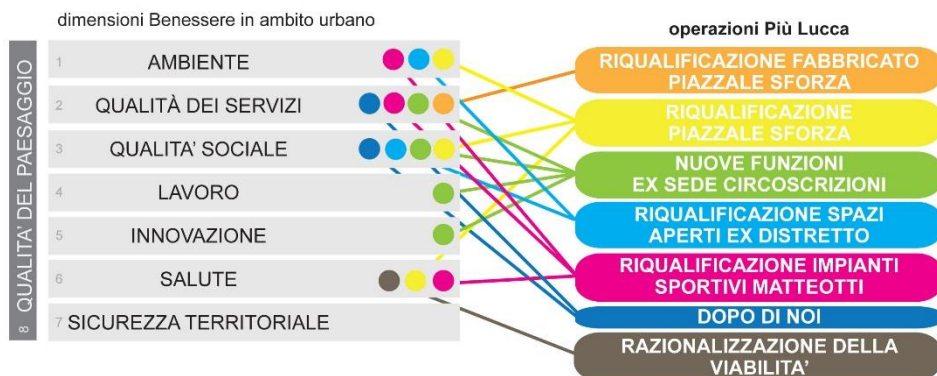 dimensioni Benessere in ambito urbano
8 QUALITA' DEL PAESAGGIO
1 AMBIENTE
2 QUALITÀ DEI SERVIZI
3 QUALITA' SOCIALE
4 LAVORO
5 INNOVAZIONE
6 SALUTE
7 SICUREZZA TERRITORIALE
operazioni Più Lucca
RIQUALIFICAZIONE FABBRICATO
PIAZZALE SFORZA
RIQUALIFICAZIONE
PIAZZALE SFORZA
NUOVE FUNZIONI
EX SEDE CIRCOSCRIZIONI
RIQUALIFICAZIONE SPAZI
APERTI EX DISTRETTO
RIQUALIFICAZIONE IMPIANTI
SPORTIVI MATTEOTTI
DOPO DI NOI
RAZIONALIZZAZIONE DELLA
VIABILITA'